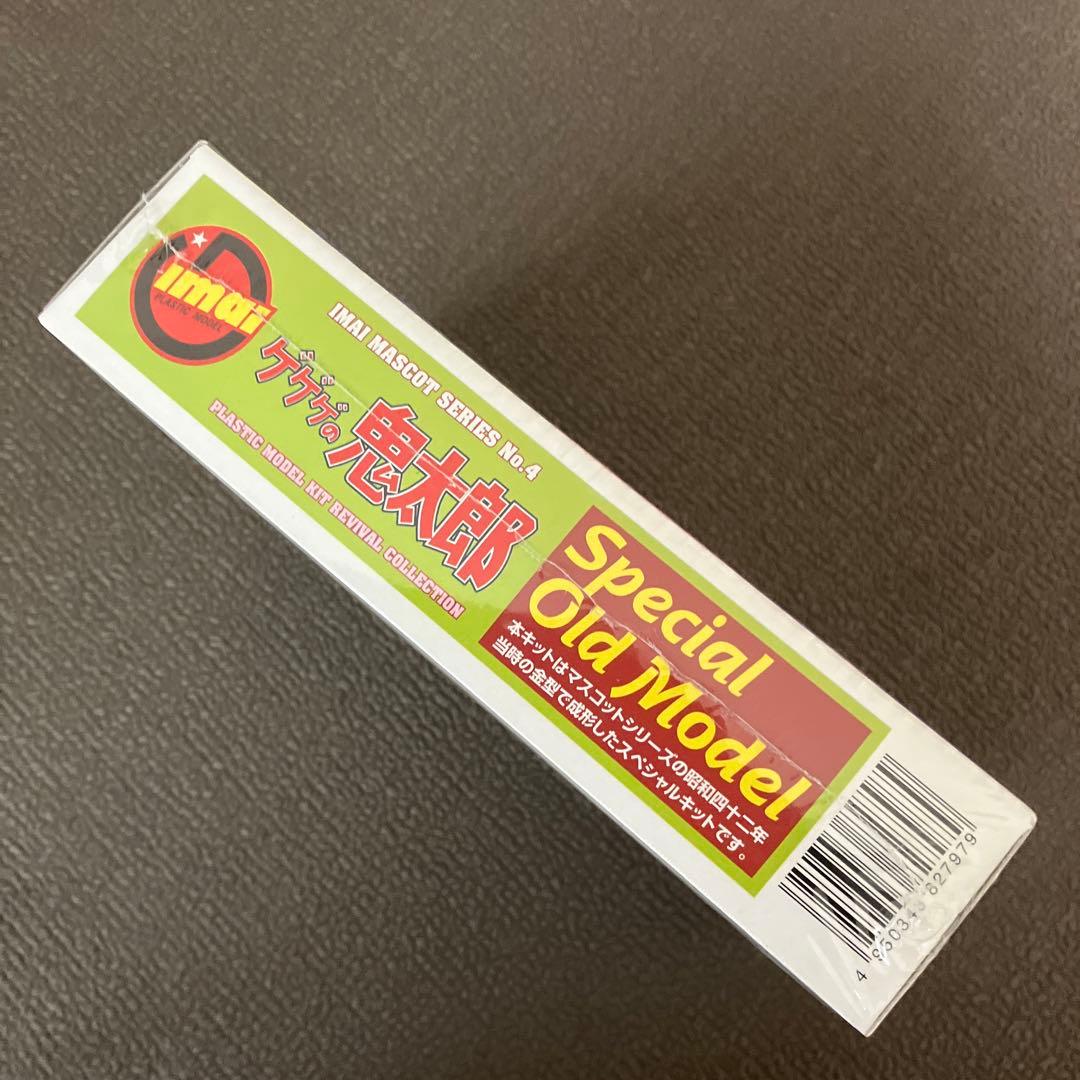 imai
PLASTIC MODEL
IMAI MASCOT SERIES No.4
ゲゲゲの鬼太郎
PLASTIC MODEL KIT REVIVAL COLLECTION
Special
Old Model
本キットはマスコットシリーズの昭和四十二年
当時の金型で成形したスペシャルキットです。
4 950343 827979